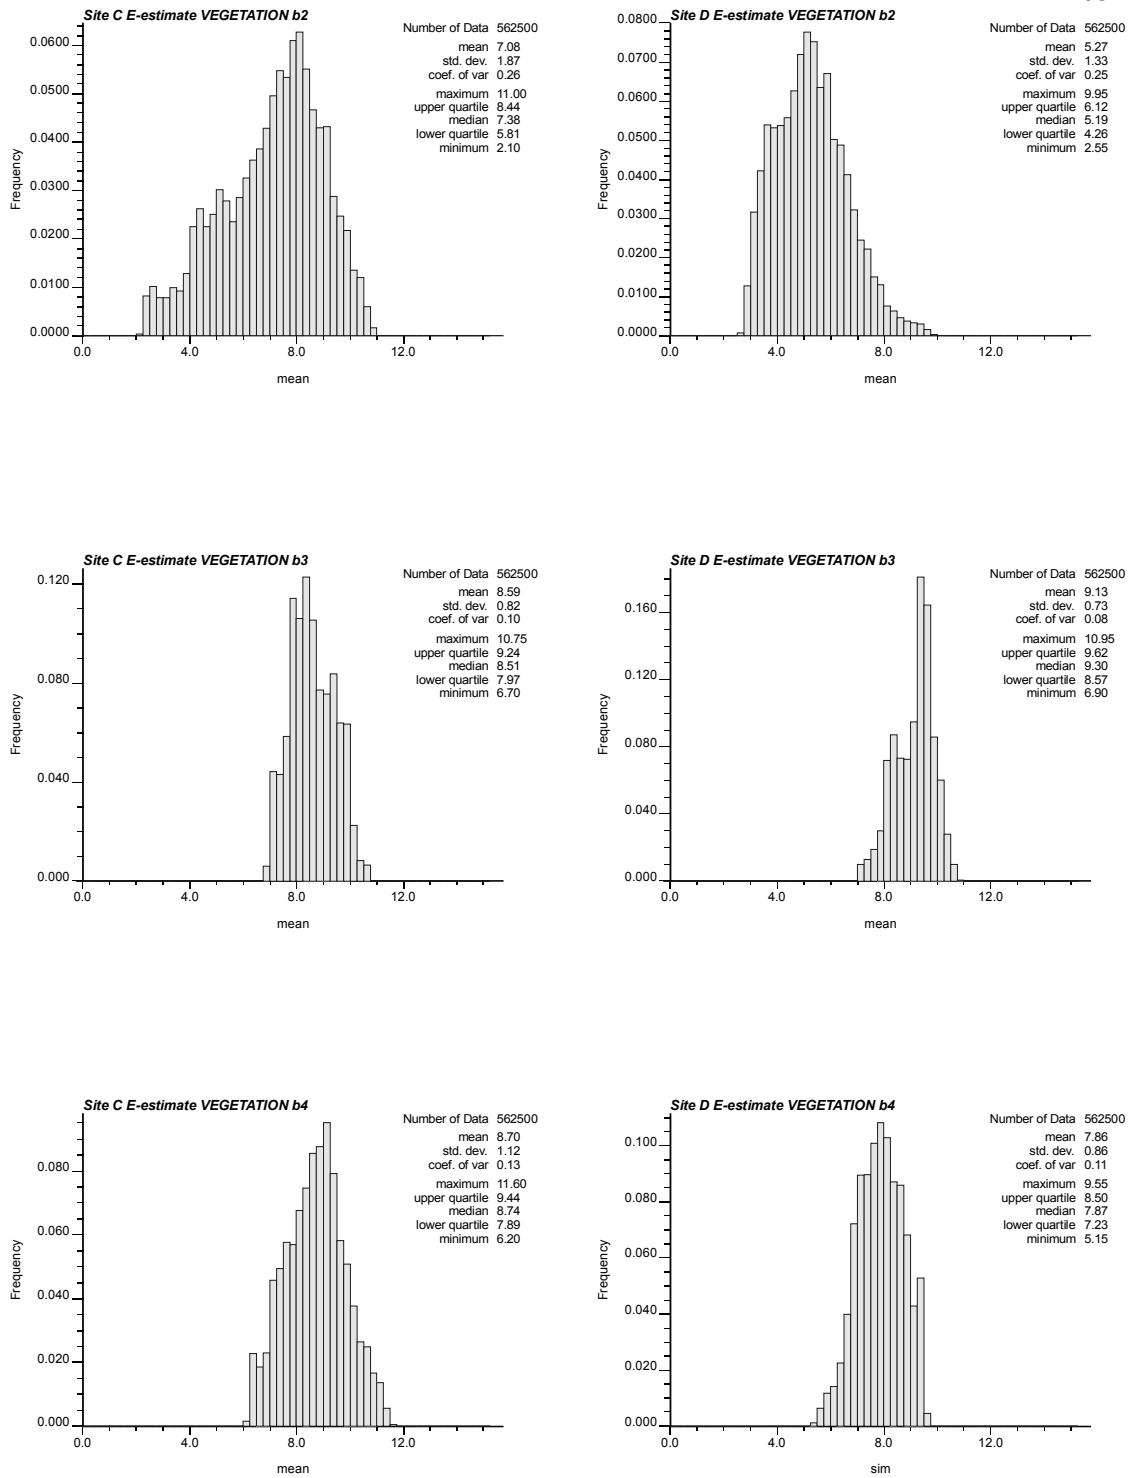 Site C E-estimate VEGETATION b2
Number of Data 562500
mean 7.08
std. dev. 1.87
coef. of var 0.26
maximum 11.00
upper quartile 8.44
median 7.38
lower quartile 5.81
minimum 2.10
Frequency
0.0600
0.0500
0.0400
0.0300
0.0200
0.0100
0.0000
0.0 4.0 8.0 12.0
mean
Site D E-estimate VEGETATION b2
Number of Data 562500
mean 5.27
std. dev. 1.33
coef. of var 0.25
maximum 9.95
upper quartile 6.12
median 5.19
lower quartile 4.26
minimum 2.55
Frequency
0.0800
0.0700
0.0600
0.0500
0.0400
0.0300
0.0200
0.0100
0.0000
0.0 4.0 8.0 12.0
mean
Site C E-estimate VEGETATION b3
Number of Data 562500
mean 8.59
std. dev. 0.82
coef. of var 0.10
maximum 10.75
upper quartile 9.24
median 8.51
lower quartile 7.97
minimum 6.70
Frequency
0.120
0.080
0.040
0.000
0.0 4.0 8.0 12.0
mean
Site D E-estimate VEGETATION b3
Number of Data 562500
mean 9.13
std. dev. 0.73
coef. of var 0.08
maximum 10.95
upper quartile 9.62
median 9.30
lower quartile 8.57
minimum 6.90
Frequency
0.160
0.120
0.080
0.040
0.000
0.0 4.0 8.0 12.0
mean
Site C E-estimate VEGETATION b4
Number of Data 562500
mean 8.70
std. dev. 1.12
coef. of var 0.13
maximum 11.60
upper quartile 9.44
median 8.74
lower quartile 7.89
minimum 6.20
Frequency
0.080
0.060
0.040
0.020
0.000
0.0 4.0 8.0 12.0
mean
Site D E-estimate VEGETATION b4
Number of Data 562500
mean 7.86
std. dev. 0.86
coef. of var 0.11
maximum 9.55
upper quartile 8.50
median 7.87
lower quartile 7.23
minimum 5.15
Frequency
0.100
0.080
0.060
0.040
0.020
0.000
0.0 4.0 8.0 12.0
sim